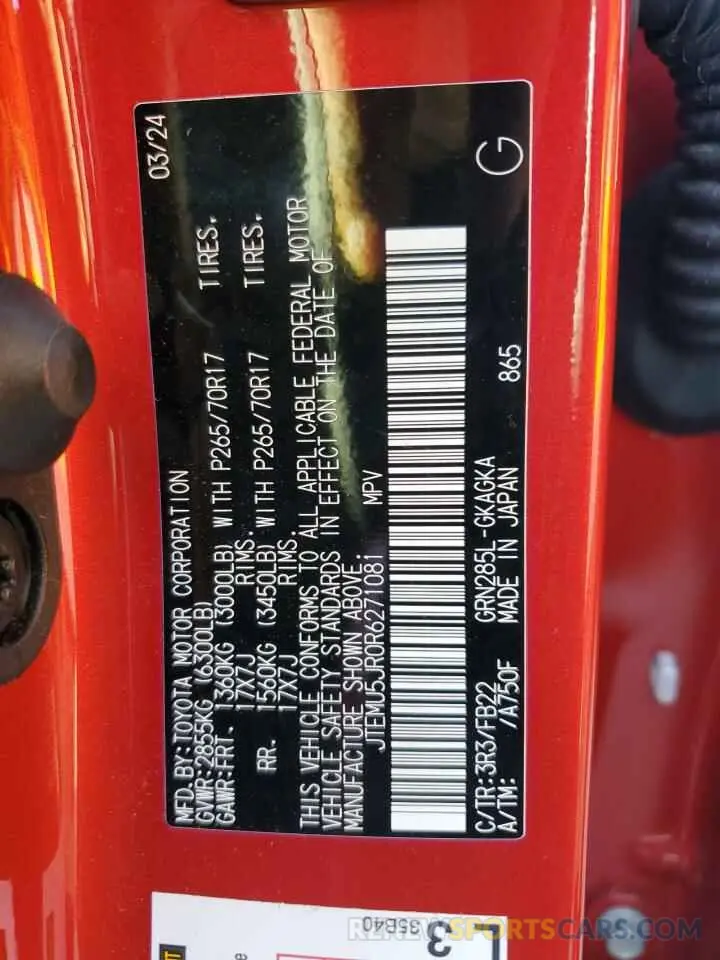 MFD. BY: TOYOTA MOTOR CORPORATION 03/24
GVWR: 2855KG (6300LB)
GAWR: FRT. 1360KG (3000LB) WITH P265/70R17 TIRES.
17X7J RIMS.
RR. 1560KG (3450LB) WITH P265/70R17 TIRES.
17X7J RIMS.
THIS VEHICLE CONFORMS TO ALL APPLICABLE FEDERAL MOTOR
VEHICLE SAFETY STANDARDS IN EFFECT ON THE DATE OF
MANUFACTURE SHOWN ABOVE.
JTEMU5JR0R6271081 MPV
C/TR: 3R3/FB22 GRN285L-GKAGKA 865
A/TM: /A750F MADE IN JAPAN
G
3
35B40
RENEWSPORTSCARS.COM